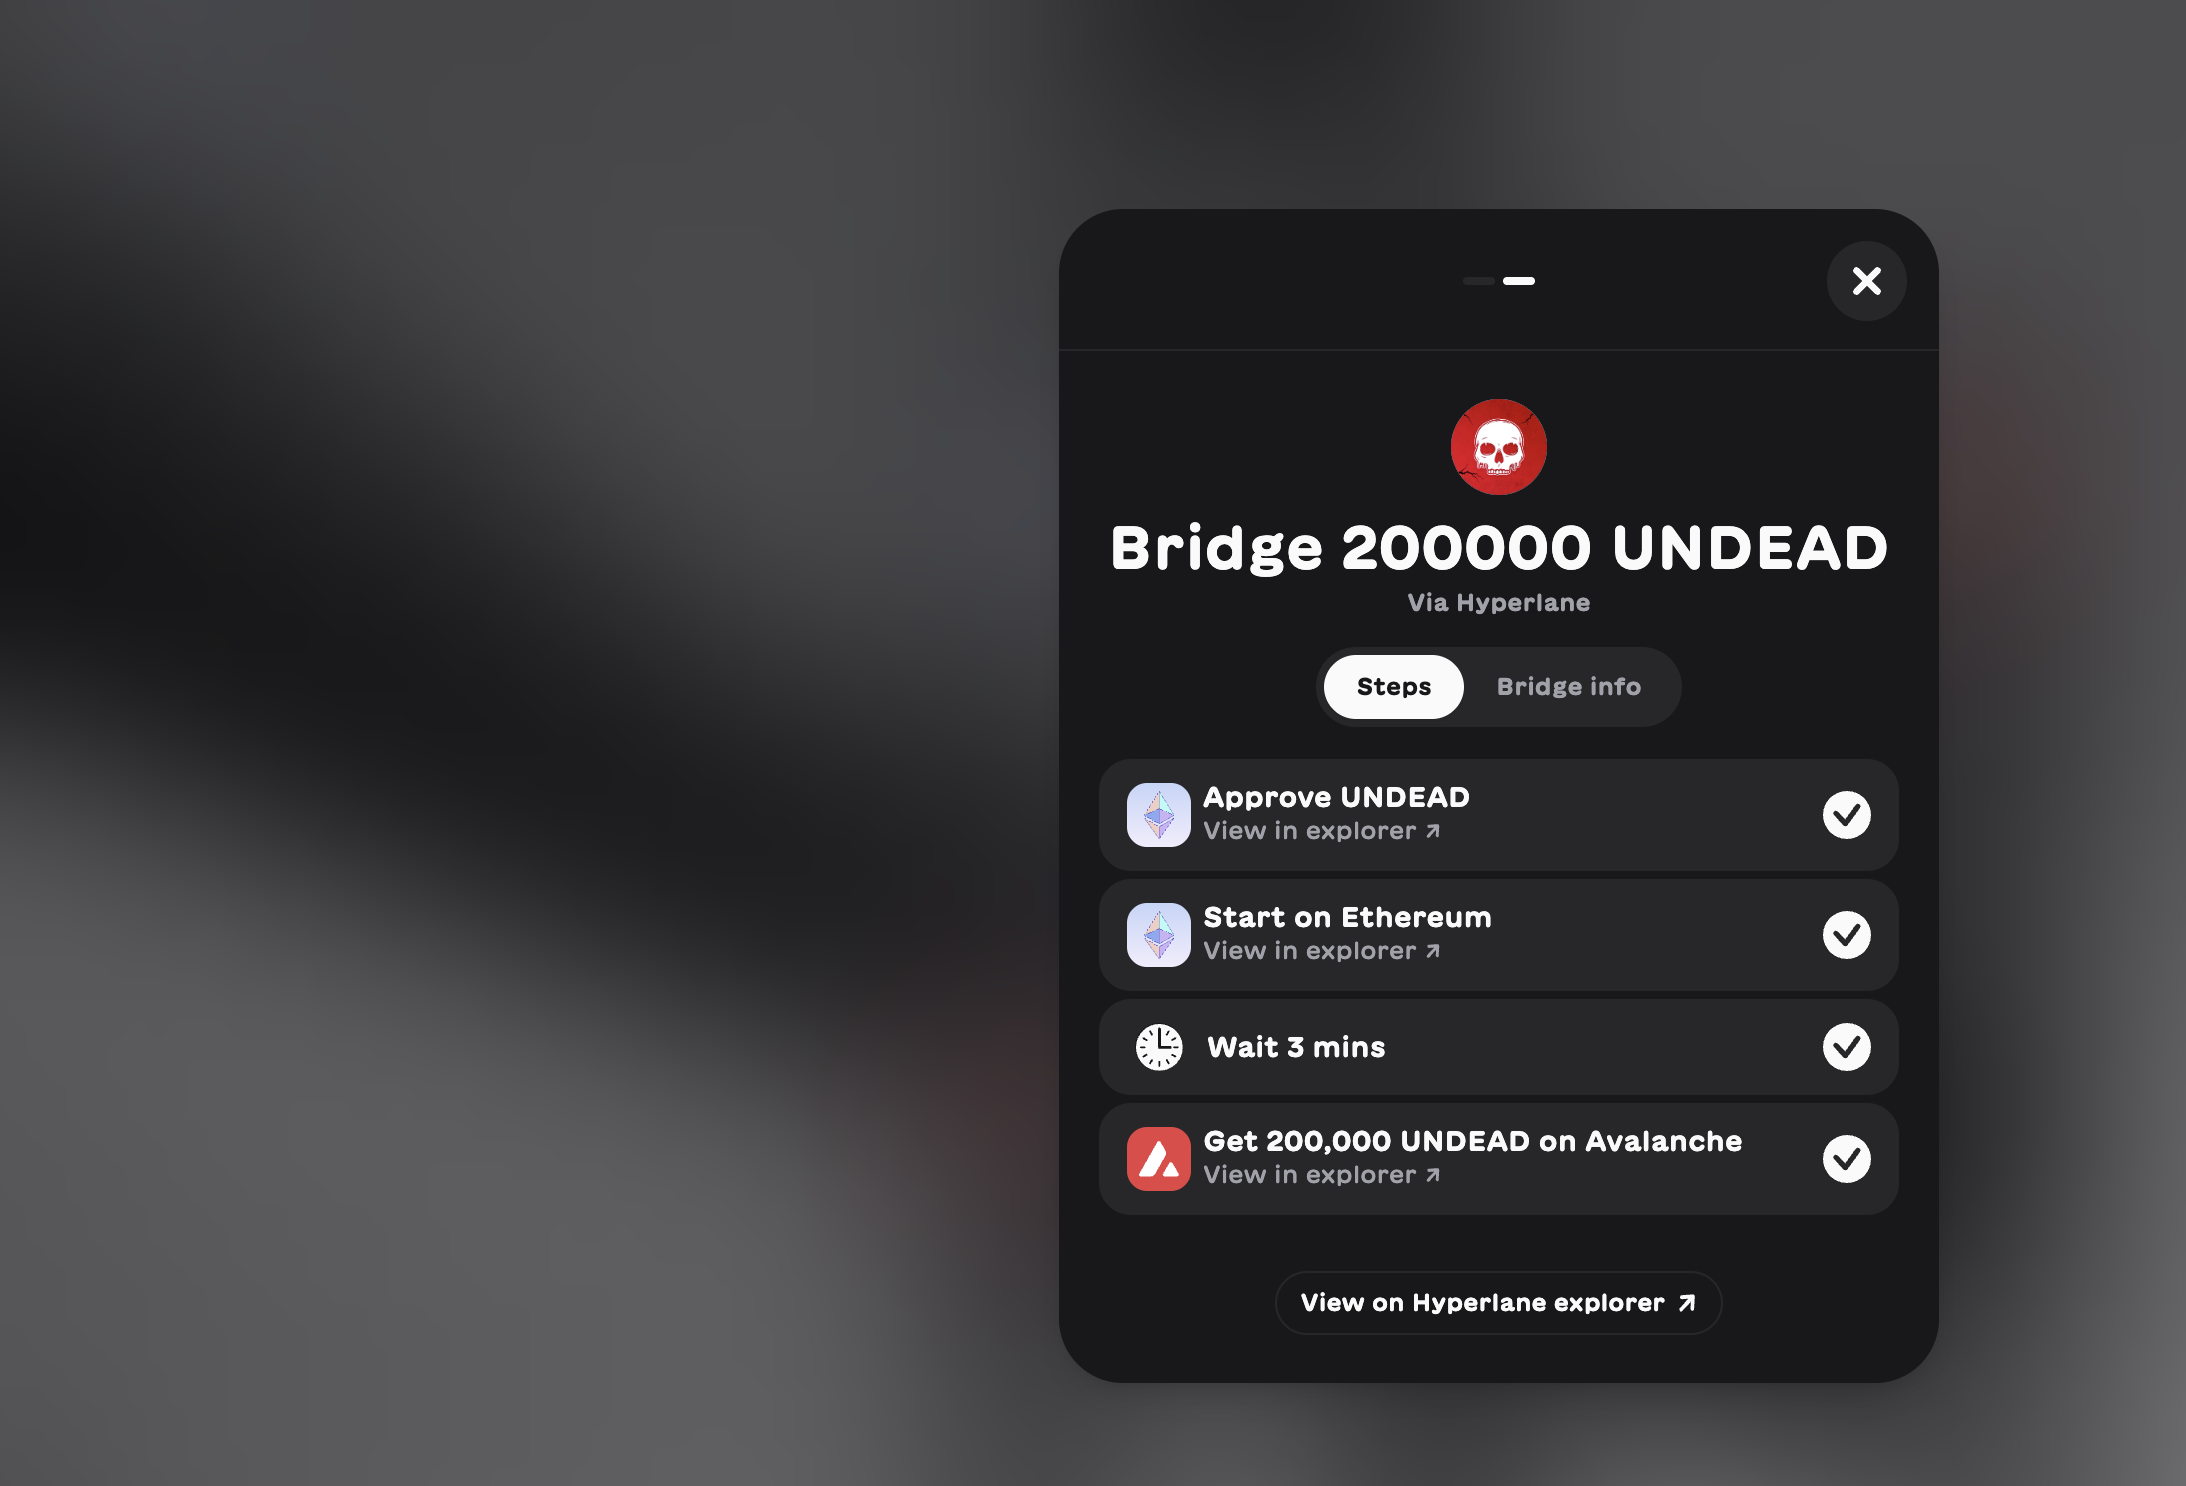 Bridge 200000 UNDEAD
Via Hyperlane
Steps
Bridge info
Approve UNDEAD
View in explorer ↗
Start on Ethereum
View in explorer ↗
Wait 3 mins
Get 200,000 UNDEAD on Avalanche
View in explorer ↗
View on Hyperlane explorer ↗